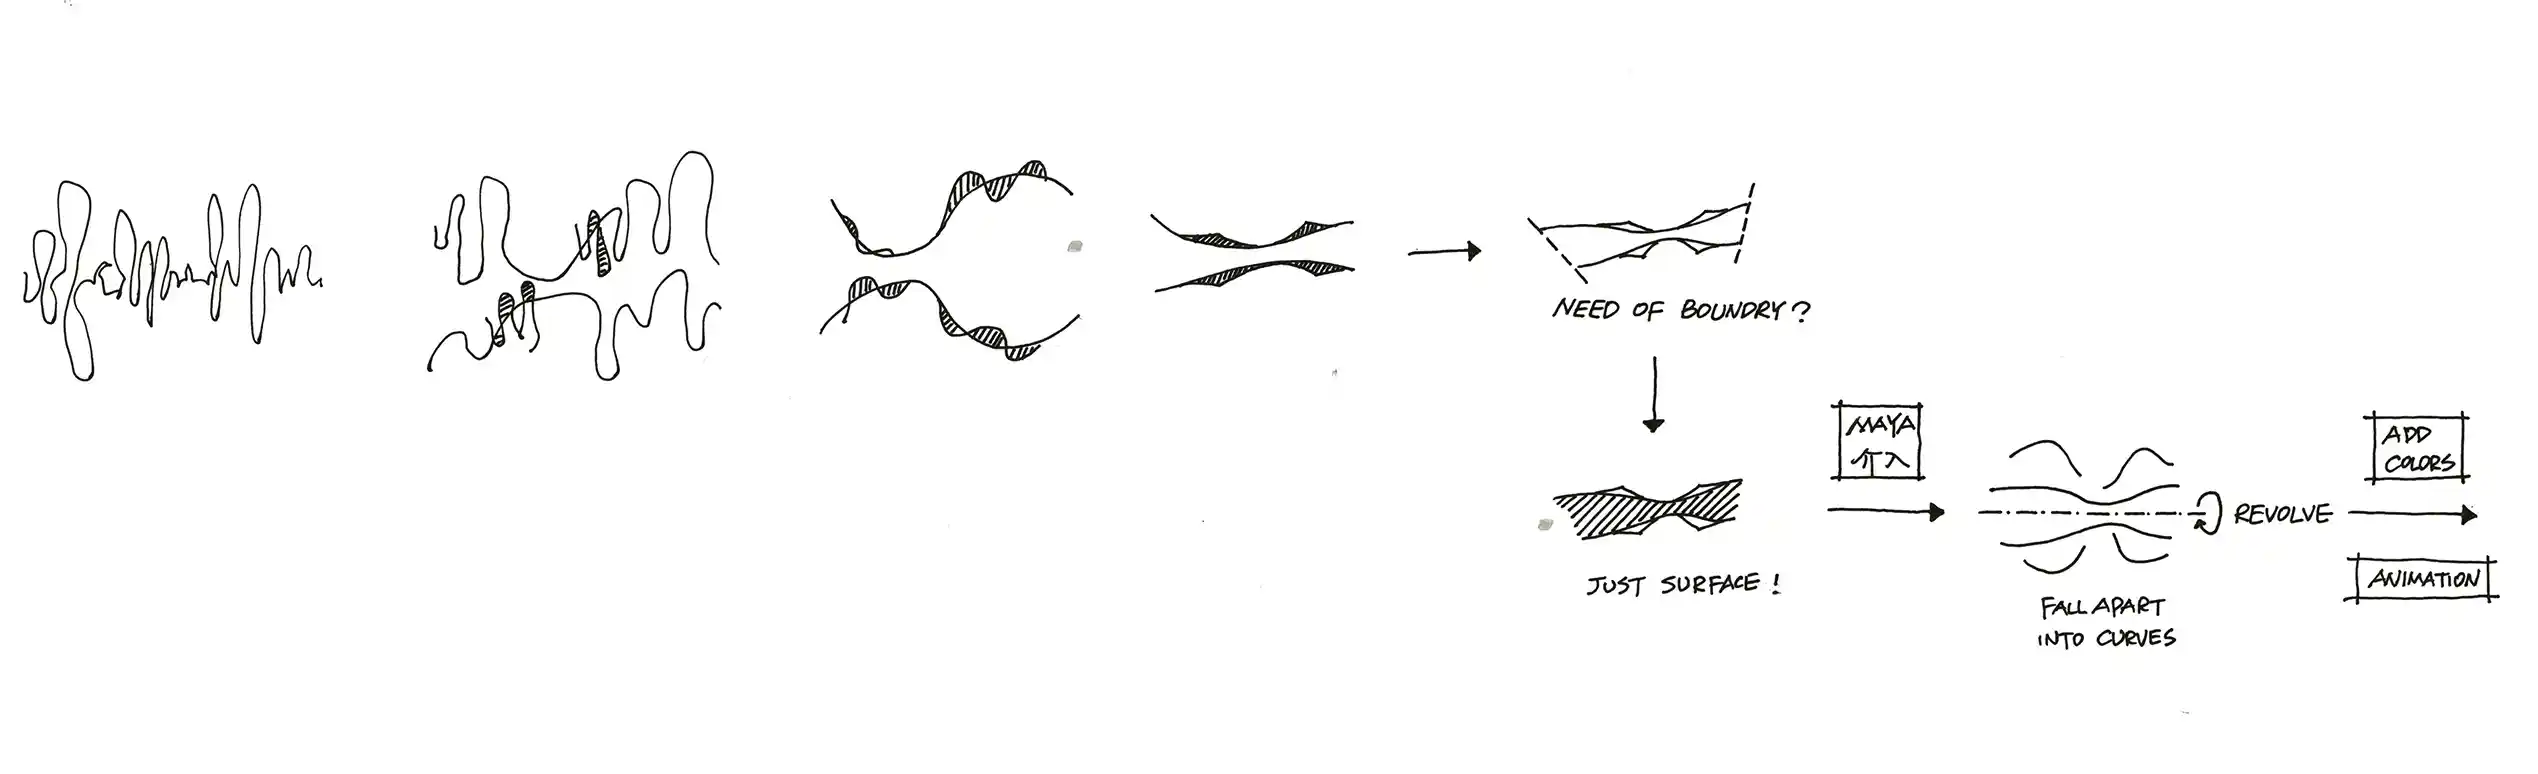 NEED OF BOUNDRY?
MAYA
介入
JUST SURFACE!
REVOLVE
FALL APART
INTO CURVES
ADD
COLORS
ANIMATION